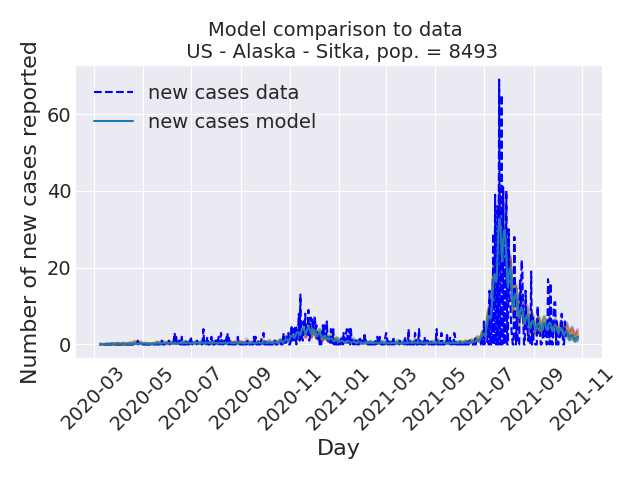 Model comparison to data
US - Alaska - Sitka, pop. = 8493
Number of new cases reported
new cases data
new cases model
60
40
20
0
2020-03
2020-05
2020-07
2020-09
2020-11
2021-01
2021-03
2021-05
2021-07
2021-09
2021-11
Day